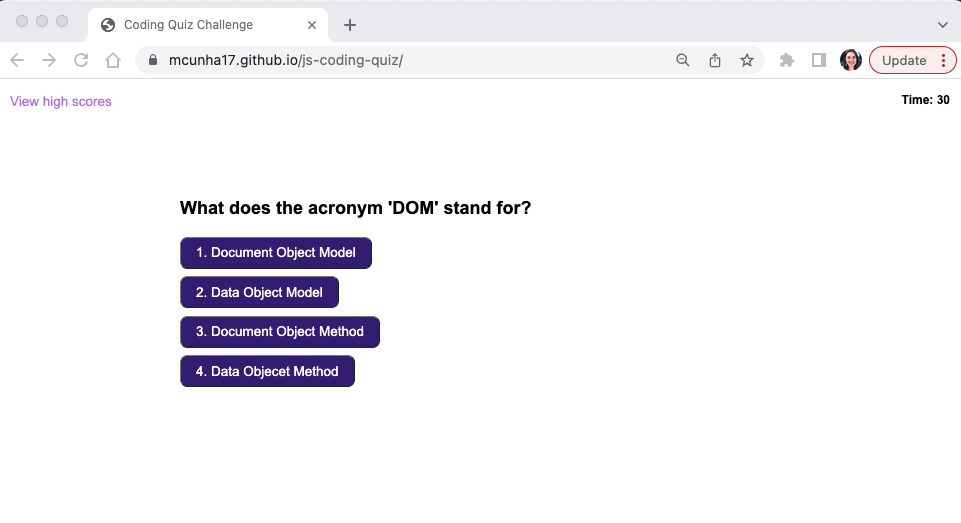 Coding Quiz Challenge
mcunha17.github.io/js-coding-quiz/
Update
View high scores
Time: 30
What does the acronym 'DOM' stand for?
1. Document Object Model
2. Data Object Model
3. Document Object Method
4. Data Objecet Method